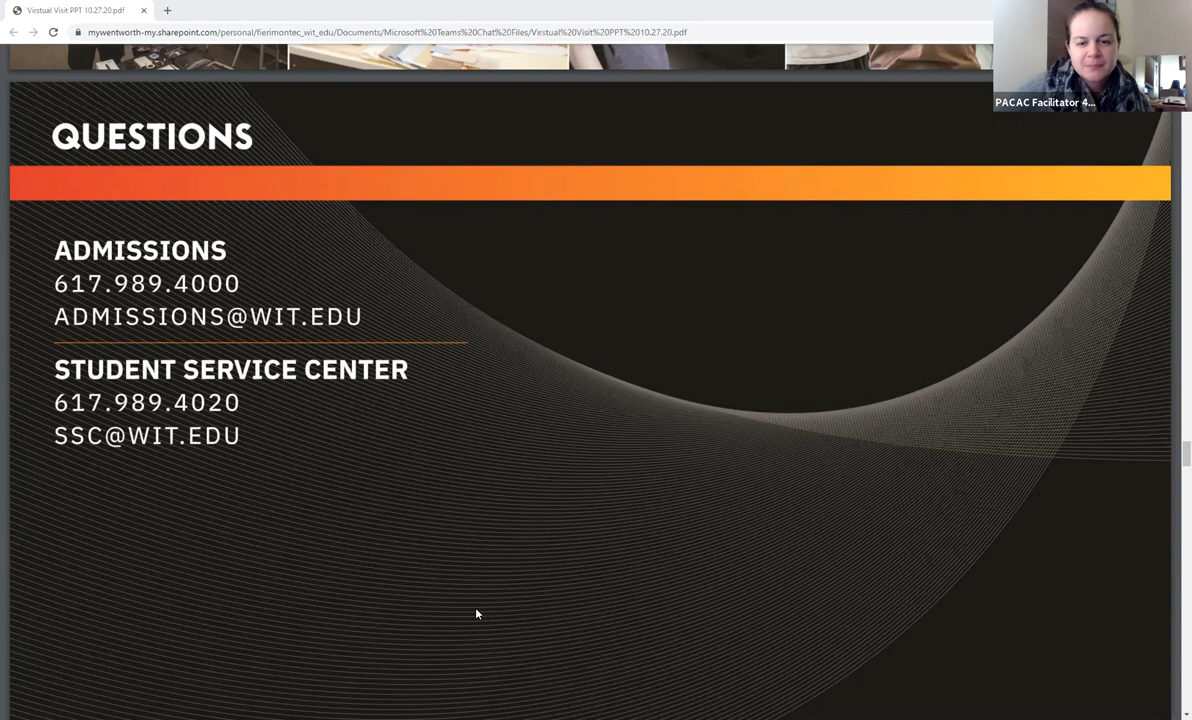 Virstual Visit PPT 10.27.20.pdf
mywentworth-my.sharepoint.com/personal/fierimontec_wit_edu/Documents/Microsoft%20Teams%20Chat%20Files/Virstual%20Visit%20PPT%2010.27.20.pdf
PACAC Facilitator 4...
QUESTIONS
ADMISSIONS
617.989.4000
ADMISSIONS@WIT.EDU
STUDENT SERVICE CENTER
617.989.4020
SSC@WIT.EDU